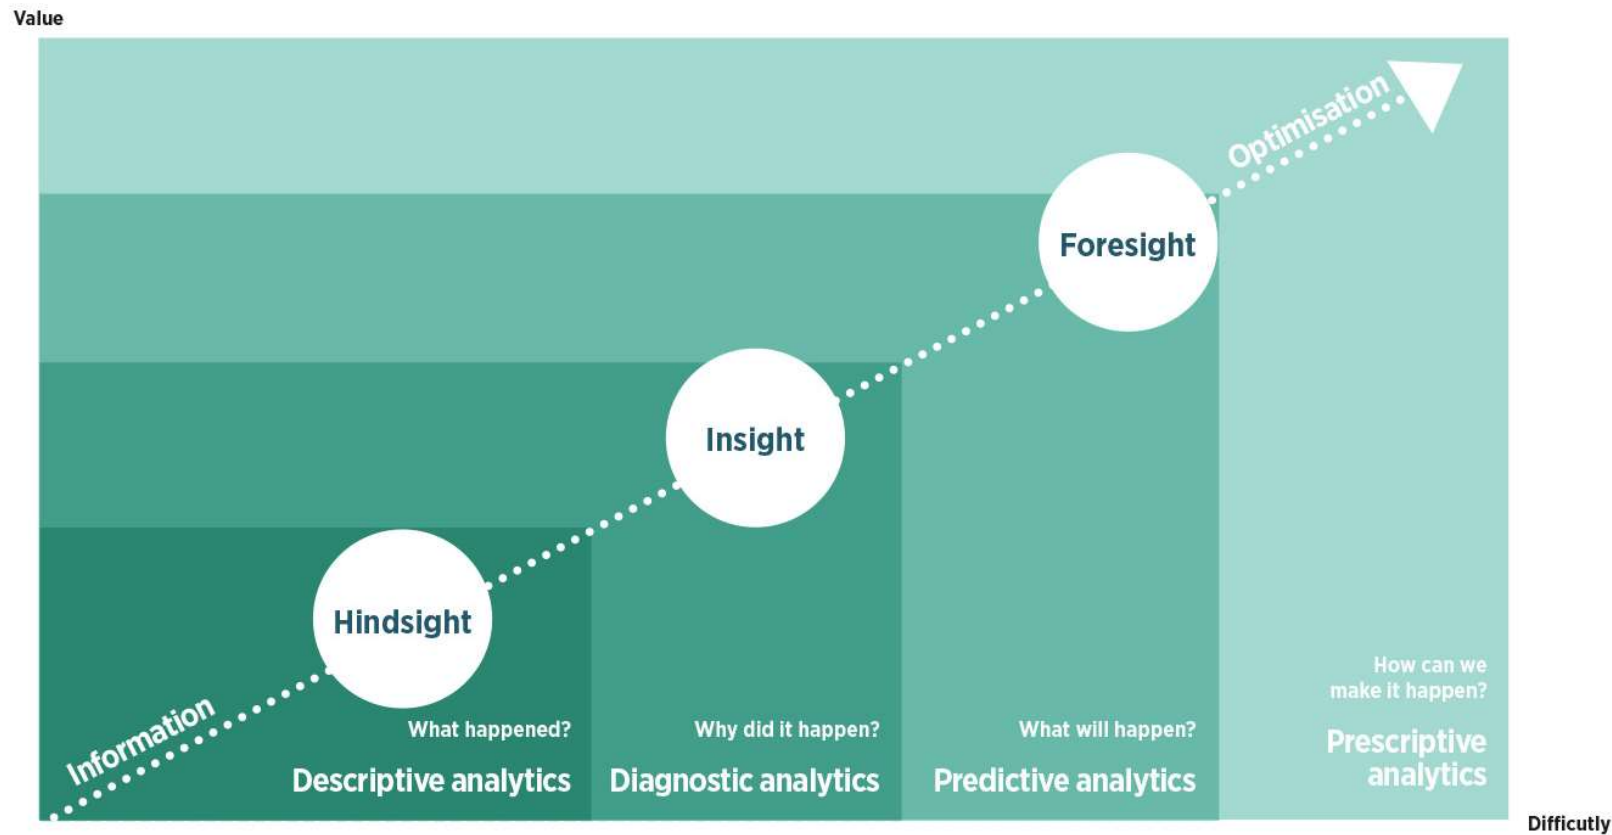 Value
Optimisation
Foresight
Insight
Hindsight
Information
What happened?
Descriptive analytics
Why did it happen?
Diagnostic analytics
What will happen?
Predictive analytics
How can we
make it happen?
Prescriptive
analytics
Difficutly